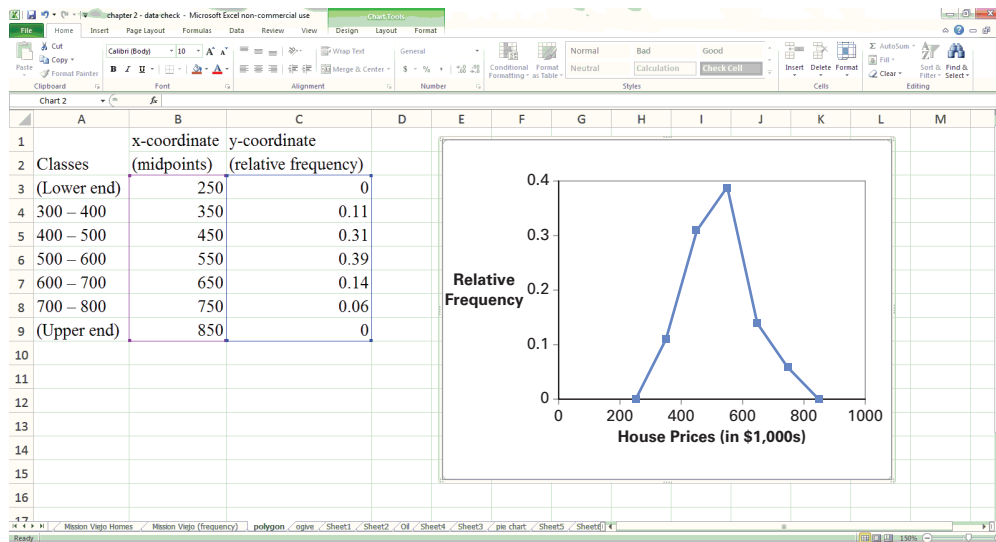 chapter 2 - data check - Microsoft Excel non-commercial use
Chart Tools
File Home Insert Page Layout Formulas Data Review View Design Layout Format
Cut
Copy
Format Painter
Paste
Clipboard
Calibri (Body) 10
B I U
Font
Wrap Text
Merge & Center
Alignment
General
$ % ,
Number
Conditional Formatting
Format as Table
Normal Bad Good
Neutral Calculation Check Cell
Styles
Insert Delete Format
Cells
AutoSum
Fill
Clear
Sort & Filter
Find & Select
Editing
Chart 2 fx
A B C D E F G H I J K L M
1 x-coordinate y-coordinate
2 Classes (midpoints) (relative frequency)
3 (Lower end) 250 0
4 300 – 400 350 0.11
5 400 – 500 450 0.31
6 500 – 600 550 0.39
7 600 – 700 650 0.14
8 700 – 800 750 0.06
9 (Upper end) 850 0
10
11
12
13
14
15
16
17
0.4
0.3
0.2
0.1
0
Relative
Frequency
0 200 400 600 800 1000
House Prices (in $1,000s)
Mission Viejo Homes Mission Viejo (frequency) polygon ogive Sheet1 Sheet2 Oil Sheet4 Sheet3 pie chart Sheet5
Ready 150%